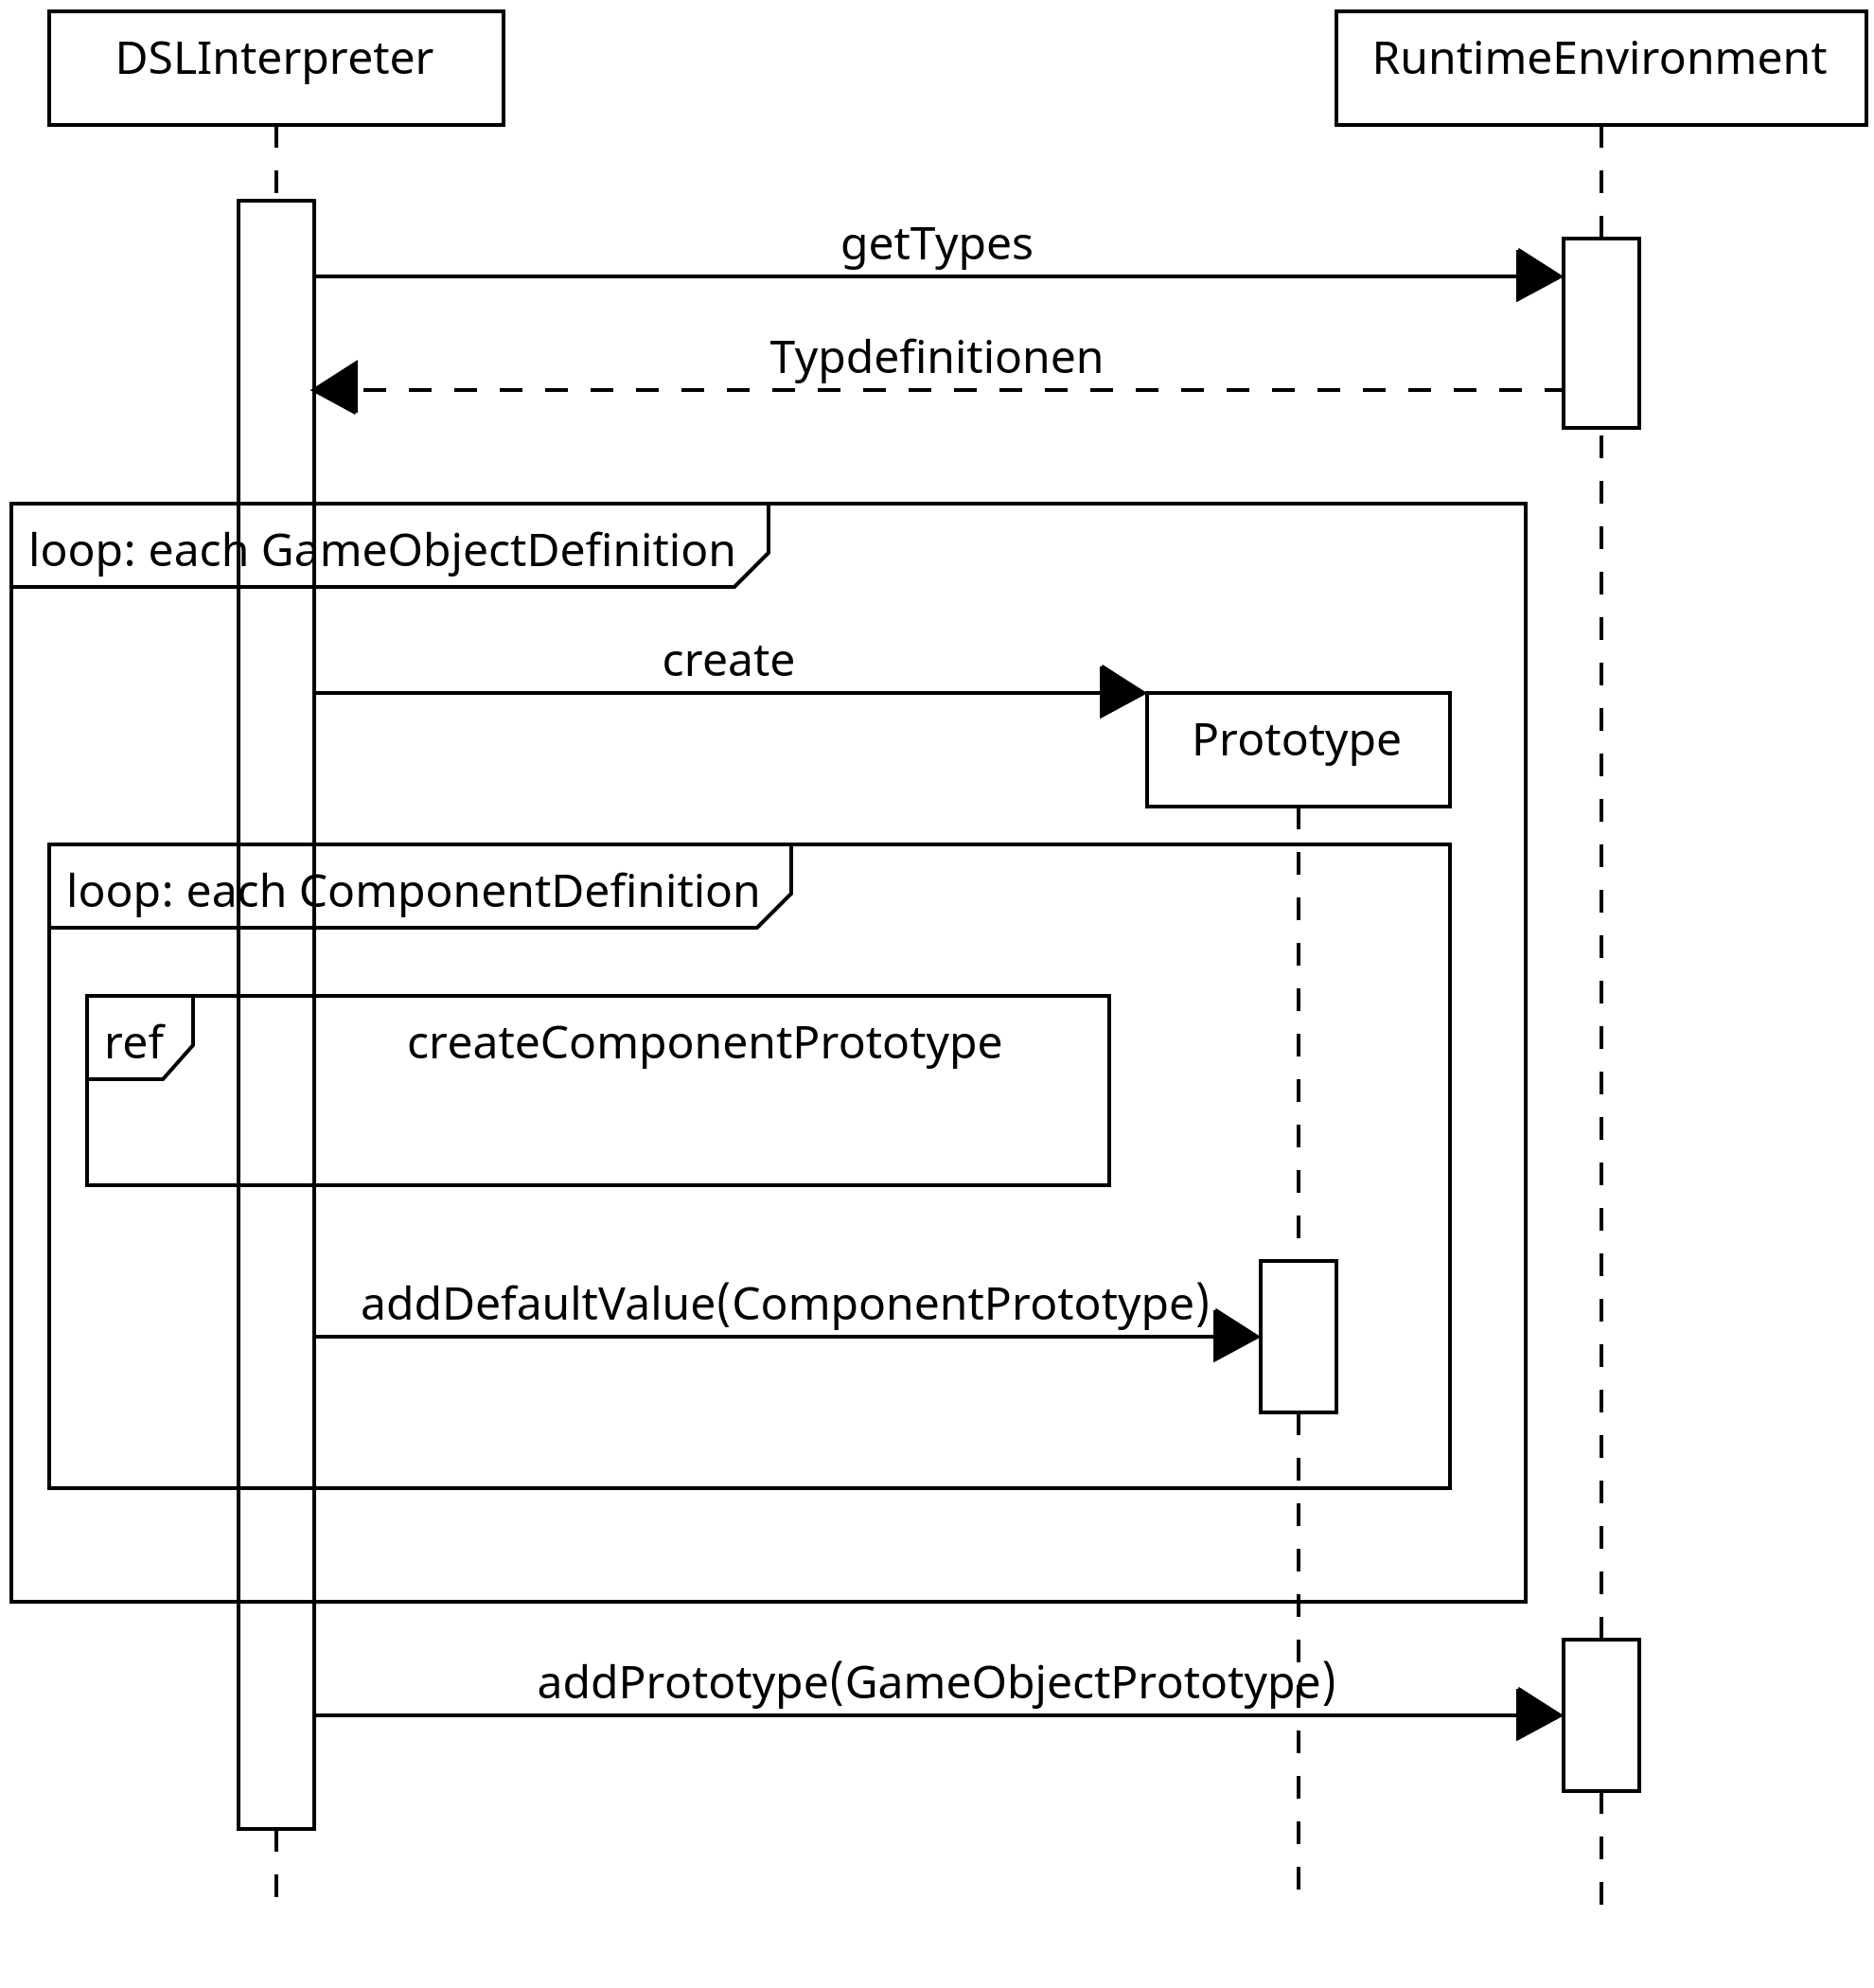 DSLInterpreter
RuntimeEnvironment
getTypes
Typdefinitionen
loop: each GameObjectDefinition
create
Prototype
loop: each ComponentDefinition
ref
createComponentPrototype
addDefaultValue(ComponentPrototype)
addPrototype(GameObjectPrototype)